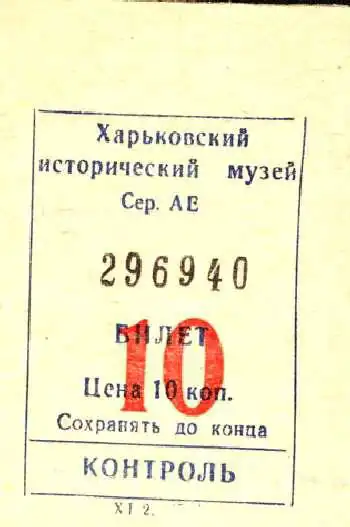 Харьковский
исторический музей
Сер. АЕ
296940
БИЛЕТ
10
Цена 10 коп.
Сохранять до конца
КОНТРОЛЬ